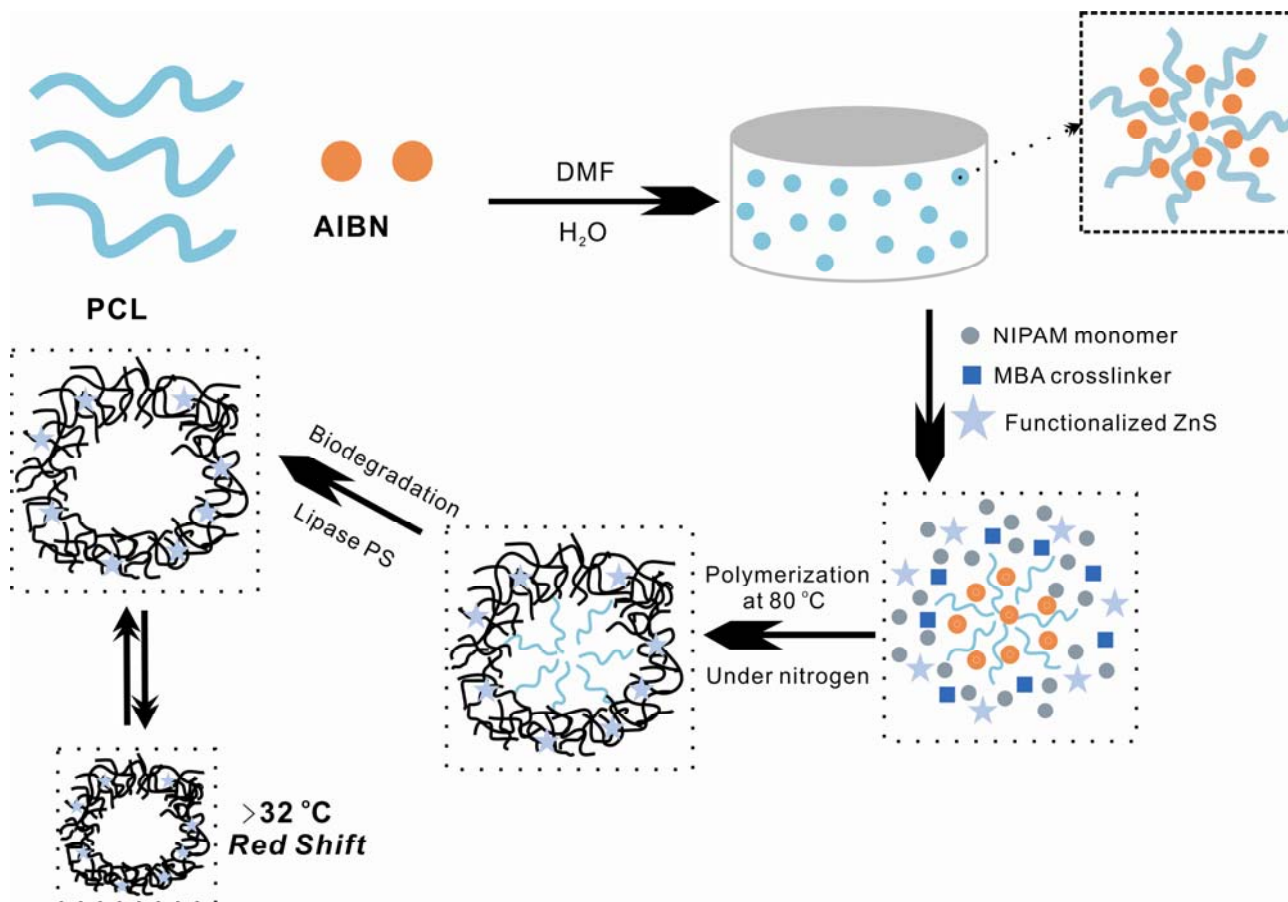 PCL
AIBN
DMF
H₂O
NIPAM monomer
MBA crosslinker
Functionalized ZnS
Polymerization
at 80 °C
Under nitrogen
Biodegradation
Lipase PS
>32 °C
Red Shift